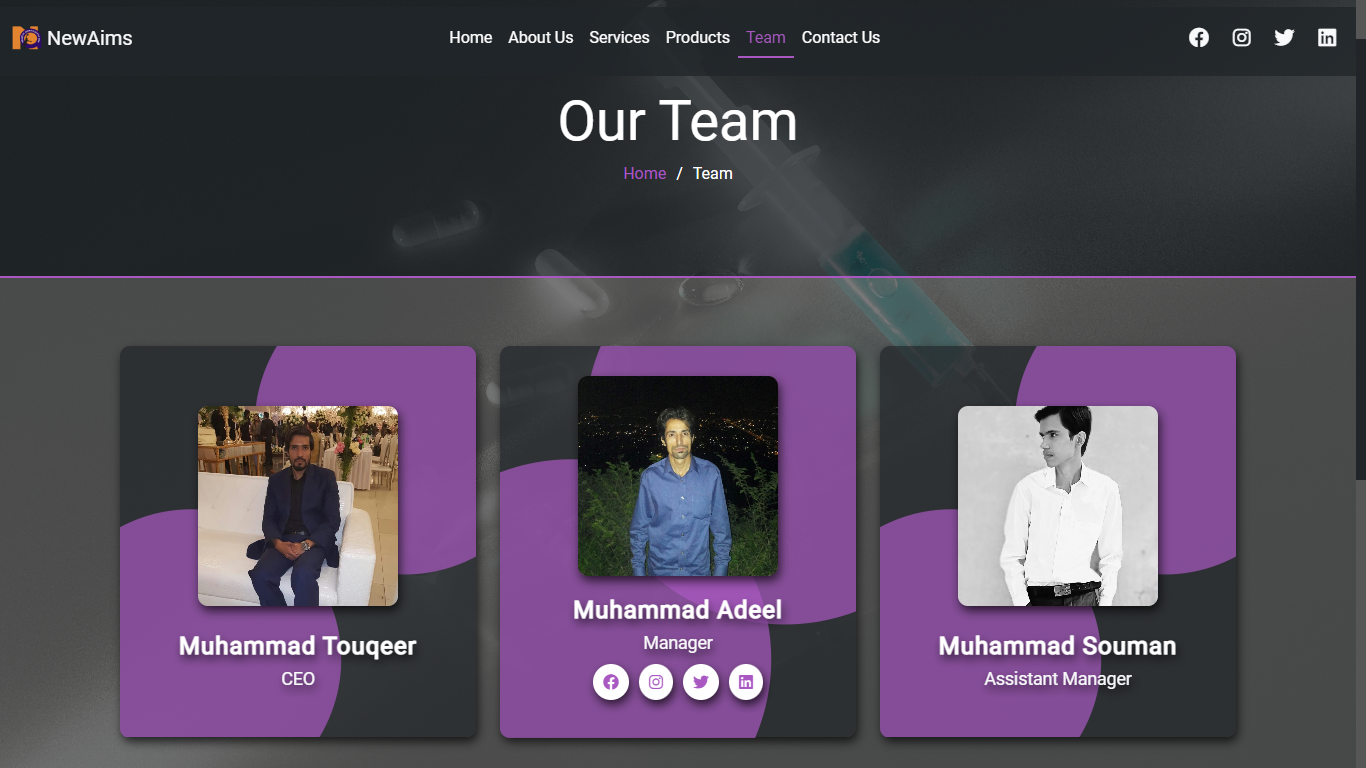 NewAims
Home About Us Services Products Team Contact Us
Our Team
Home / Team
Muhammad Touqeer
CEO
Muhammad Adeel
Manager
Muhammad Souman
Assistant Manager